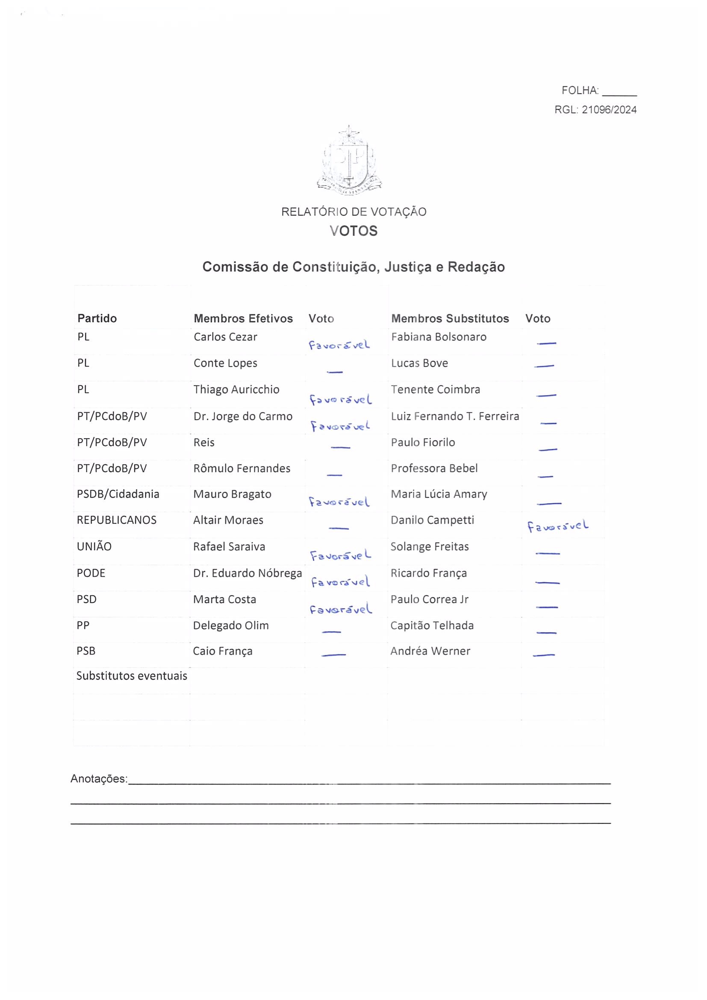 FOLHA: ______
RGL: 21096/2024
RELATÓRIO DE VOTAÇÃO
VOTOS
Comissão de Constituição, Justiça e Redação
Partido Membros Efetivos Voto Membros Substitutos Voto
PL Carlos Cezar Favorável Fabiana Bolsonaro —
PL Conte Lopes — Lucas Bove —
PL Thiago Auricchio Favorável Tenente Coimbra —
PT/PCdoB/PV Dr. Jorge do Carmo Favorável Luiz Fernando T. Ferreira —
PT/PCdoB/PV Reis — Paulo Fiorilo —
PT/PCdoB/PV Rômulo Fernandes — Professora Bebel —
PSDB/Cidadania Mauro Bragato Favorável Maria Lúcia Amary —
REPUBLICANOS Altair Moraes — Danilo Campetti Favorável
UNIÃO Rafael Saraiva Favorável Solange Freitas —
PODE Dr. Eduardo Nóbrega Favorável Ricardo França —
PSD Marta Costa Favorável Paulo Correa Jr —
PP Delegado Olim — Capitão Telhada —
PSB Caio França — Andréa Werner —
Substitutos eventuais
Anotações: